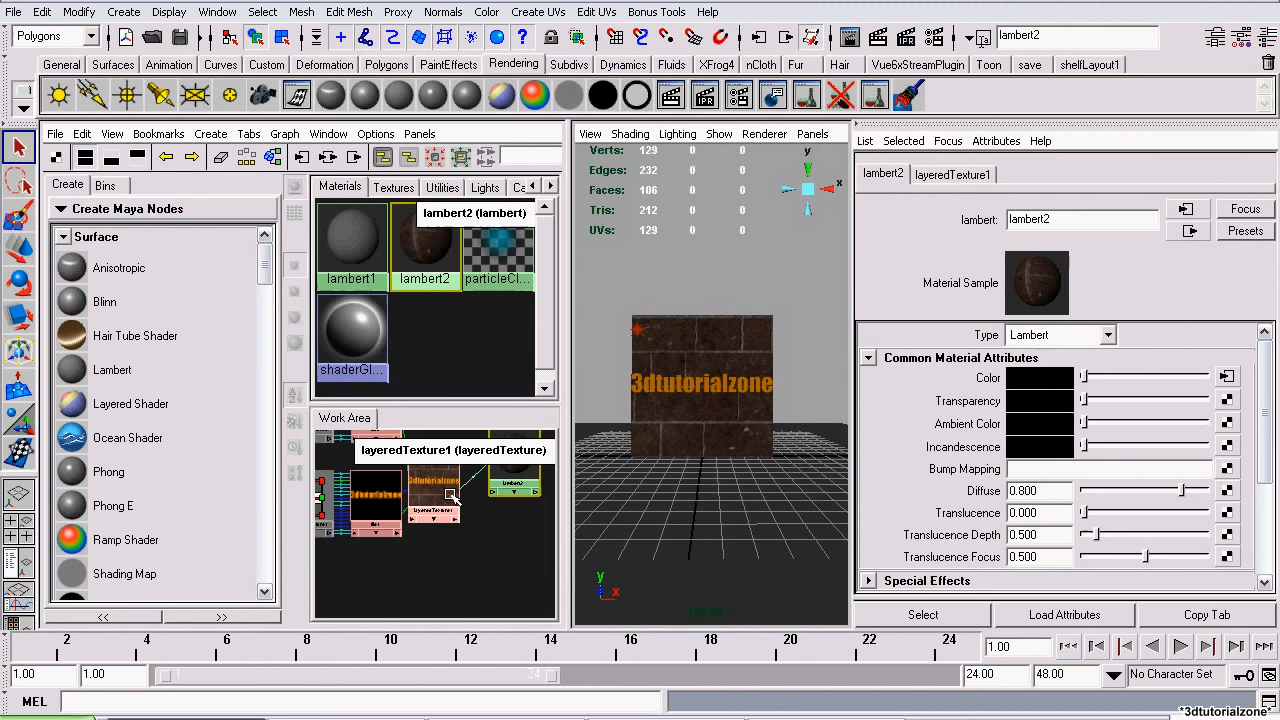 File Edit Modify Create Display Window Select Mesh Edit Mesh Proxy Normals Color Create UVs Edit UVs Bonus Tools Help
Polygons
lambert2
General Surfaces Animation Curves Custom Deformation Polygons PaintEffects Rendering Subdivs Dynamics Fluids XFrog4 nCloth Fur Hair Vue6xStreamPlugin Toon save shelfLayout1
IPR
File Edit View Bookmarks Create Tabs Graph Window Options Panels
View Shading Lighting Show Renderer Panels
List Selected Focus Attributes Help
Create Bins
Materials Textures Utilities Lights Ca
lambert2 layeredTexture1
Create Maya Nodes
Surface
Anisotropic
Blinn
Hair Tube Shader
Lambert
Layered Shader
Ocean Shader
Phong
Phong E
Ramp Shader
Shading Map
lambert2 (lambert)
lambert1 lambert2 particleCl...
shaderGl...
Work Area
layeredTexture1 (layeredTexture)
lambert2
Verts: 129 0 0
Edges: 232 0 0
Faces: 106 0 0
Tris: 212 0 0
UVs: 129 0 0
y
x
3dtutorialzone
y
x
persp
lambert: lambert2
Focus
Presets
Material Sample
Type Lambert
Common Material Attributes
Color
Transparency
Ambient Color
Incandescence
Bump Mapping
Diffuse 0.800
Translucence 0.000
Translucence Depth 0.500
Translucence Focus 0.500
Special Effects
Select Load Attributes Copy Tab
2 4 6 8 10 12 14 16 18 20 22 24
1.00
1.00 1.00 1 24 24.00 48.00 No Character Set
MEL
*3dtutorialzone*